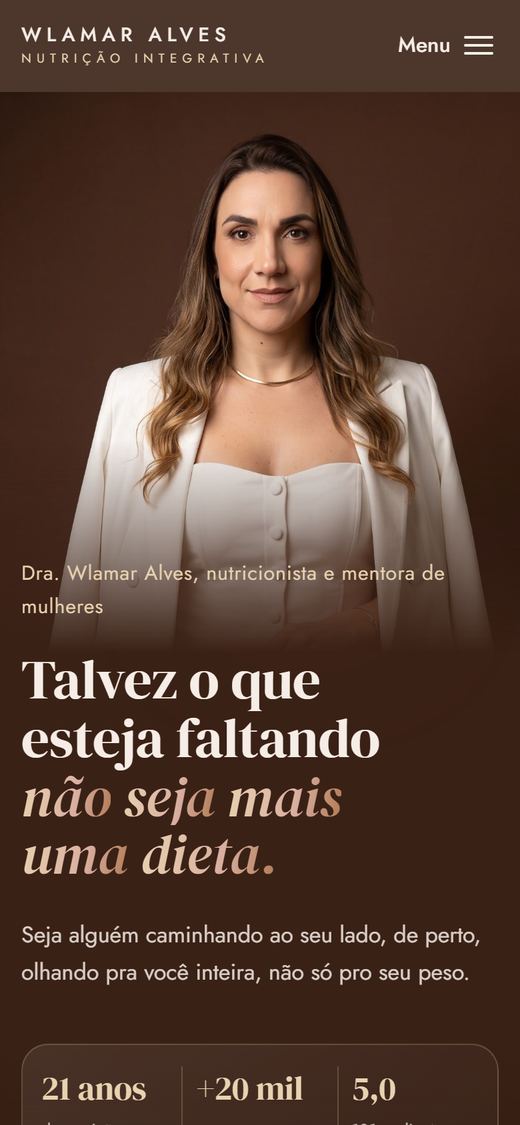 WLAMAR ALVES
NUTRIÇÃO INTEGRATIVA
Menu
Dra. Wlamar Alves, nutricionista e mentora de
mulheres
Talvez o que
esteja faltando
não seja mais
uma dieta.
Seja alguém caminhando ao seu lado, de perto,
olhando pra você inteira, não só pro seu peso.
21 anos
+20 mil
5,0